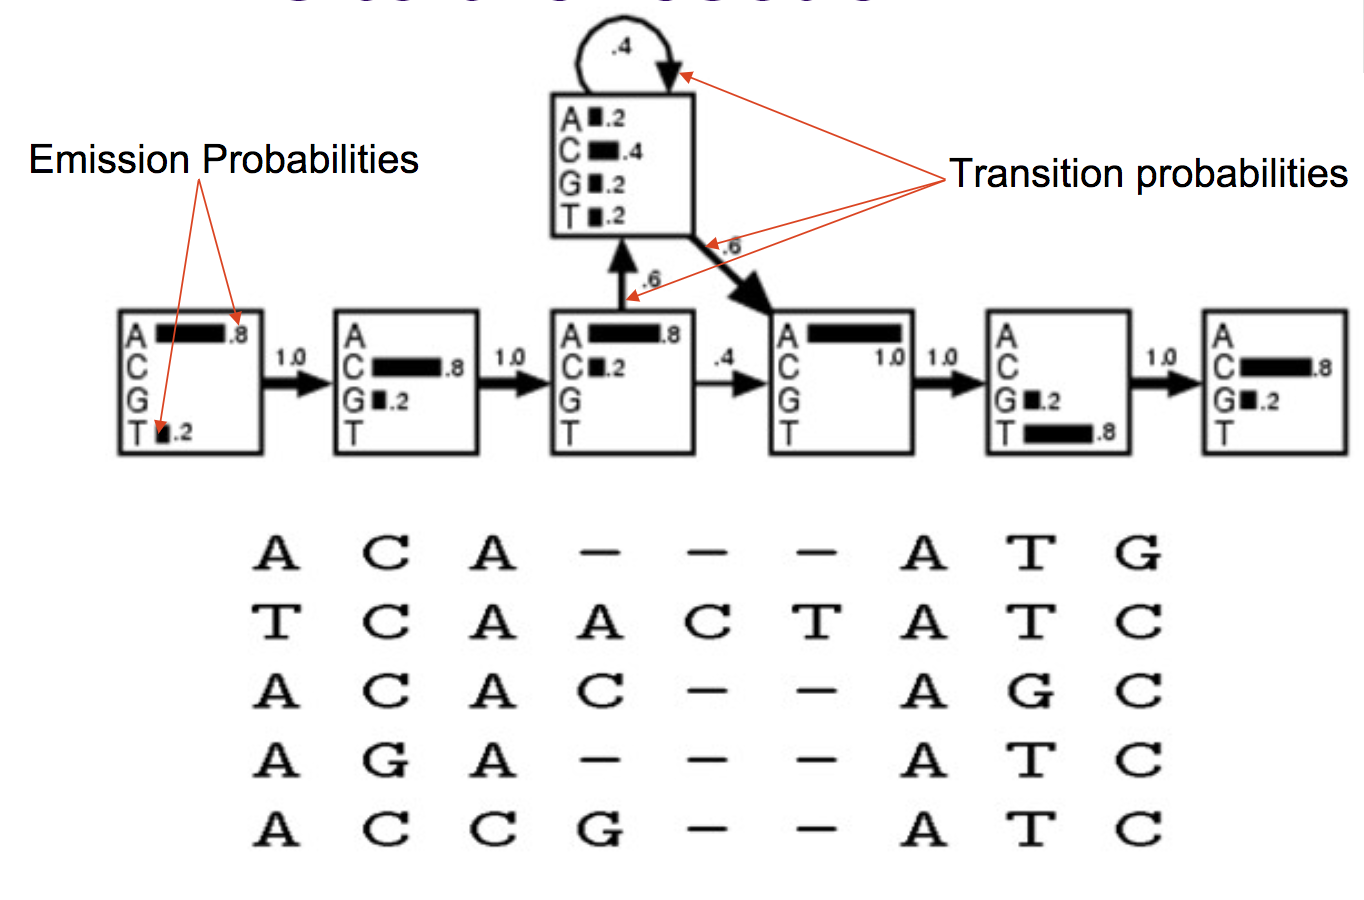 .4
A .2
C .4
G .2
T .2
Emission Probabilities
Transition probabilities
.6
.6
A .8
C
G
T .2
1.0
A
C .8
G .2
T
1.0
A .8
C .2
G
T
.4
A
C 1.0
G
T
1.0
A
C
G .2
T .8
1.0
A
C .8
G .2
T
A C A – – – A T G
T C A A C T A T C
A C A C – – A G C
A G A – – – A T C
A C C G – – A T C